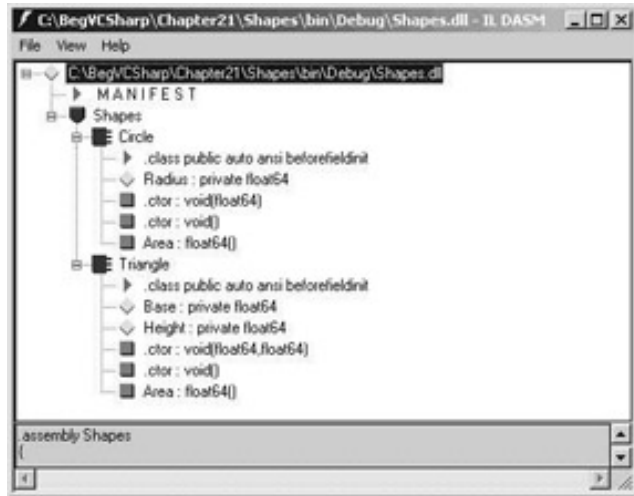 C:\BegVCSharp\Chapter21\Shapes\bin\Debug\Shapes.dll - IL DASM
File View Help
C:\BegVCSharp\Chapter21\Shapes\bin\Debug\Shapes.dll
MANIFEST
Shapes
Circle
.class public auto ansi beforefieldinit
Radius : private float64
.ctor : void(float64)
.ctor : void()
Area : float64()
Triangle
.class public auto ansi beforefieldinit
Base : private float64
Height : private float64
.ctor : void(float64,float64)
.ctor : void()
Area : float64()
.assembly Shapes
{